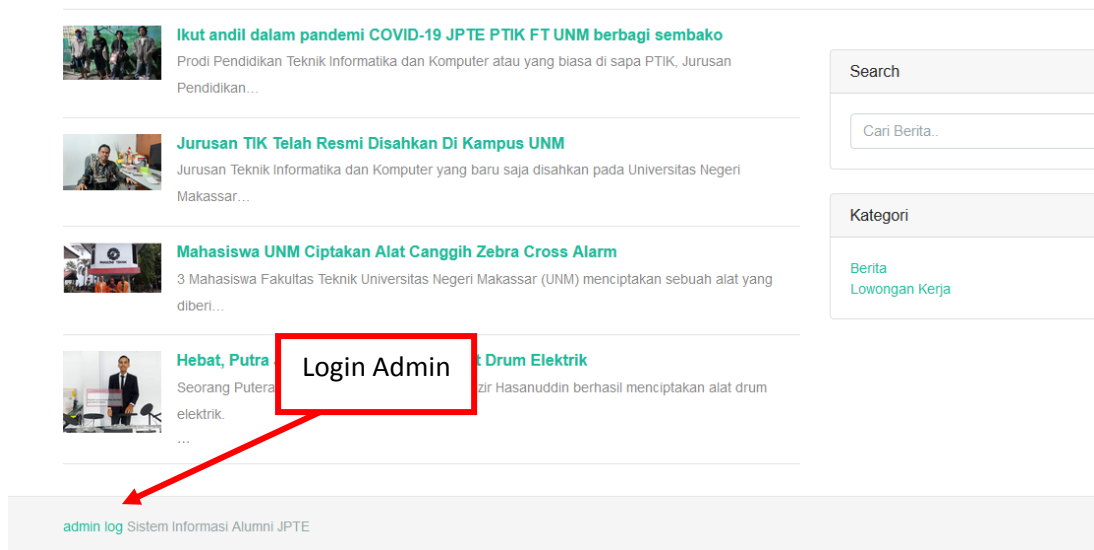 Ikut andil dalam pandemi COVID-19 JPTE PTIK FT UNM berbagi sembako
Prodi Pendidikan Teknik Informatika dan Komputer atau yang biasa di sapa PTIK, Jurusan
Pendidikan…
Jurusan TIK Telah Resmi Disahkan Di Kampus UNM
Jurusan Teknik Informatika dan Komputer yang baru saja disahkan pada Universitas Negeri
Makassar…
Mahasiswa UNM Ciptakan Alat Canggih Zebra Cross Alarm
3 Mahasiswa Fakultas Teknik Universitas Negeri Makassar (UNM) menciptakan sebuah alat yang
diberi…
Hebat, Putra Drum Elektrik
Seorang Putera Hasanuddin berhasil menciptakan alat drum
elektrik.
…
Login Admin
Search
Cari Berita..
Kategori
Berita
Lowongan Kerja
admin log Sistem Informasi Alumni JPTE